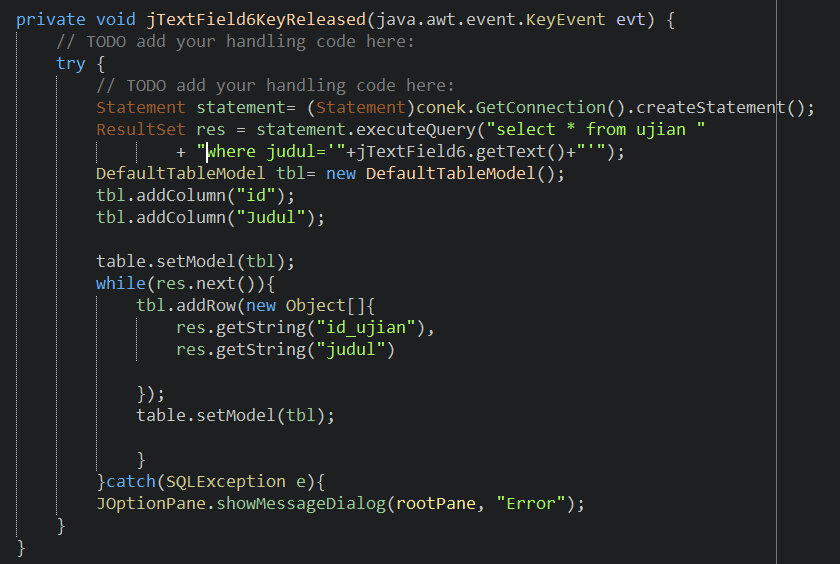 private void jTextField6KeyReleased(java.awt.event.KeyEvent evt) {
// TODO add your handling code here:
try {
// TODO add your handling code here:
Statement statement= (Statement)conek.GetConnection().createStatement();
ResultSet res = statement.executeQuery("select * from ujian "
+ "where judul='"+jTextField6.getText()+"'");
DefaultTableModel tbl= new DefaultTableModel();
tbl.addColumn("id");
tbl.addColumn("Judul");
table.setModel(tbl);
while(res.next()){
tbl.addRow(new Object[]{
res.getString("id_ujian"),
res.getString("judul")
});
table.setModel(tbl);
}
}catch(SQLException e){
JOptionPane.showMessageDialog(rootPane, "Error");
}
}